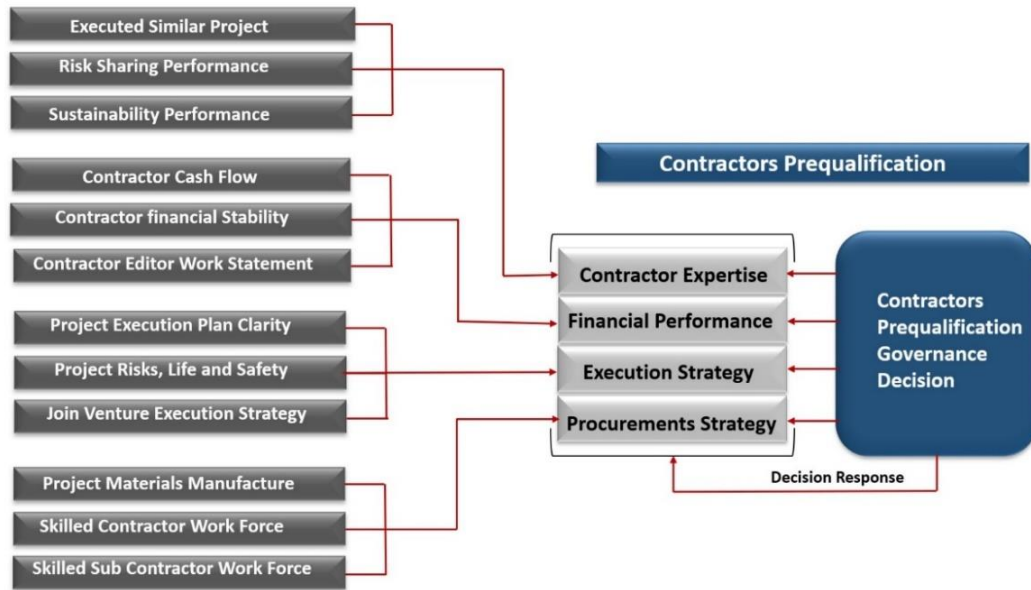 Executed Similar Project
Risk Sharing Performance
Sustainability Performance
Contractor Cash Flow
Contractor financial Stability
Contractor Editor Work Statement
Project Execution Plan Clarity
Project Risks, Life and Safety
Join Venture Execution Strategy
Project Materials Manufacture
Skilled Contractor Work Force
Skilled Sub Contractor Work Force
Contractors Prequalification
Contractor Expertise
Financial Performance
Execution Strategy
Procurements Strategy
Contractors
Prequalification
Governance
Decision
Decision Response